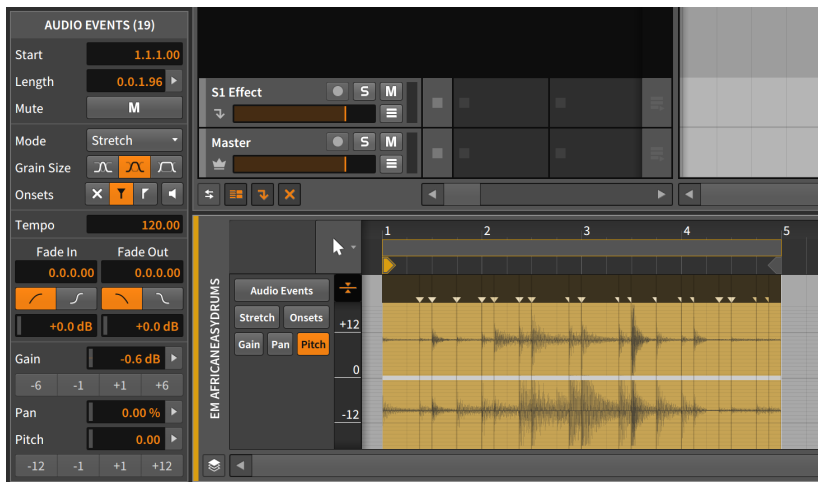 AUDIO EVENTS (19)
Start 1.1.1.00
Length 0.0.1.96
Mute M
Mode Stretch
Grain Size
Onsets
Tempo 120.00
Fade In Fade Out
0.0.0.00 0.0.0.00
+0.0 dB +0.0 dB
Gain -0.6 dB
-6 -1 +1 +6
Pan 0.00 %
Pitch 0.00
-12 -1 +1 +12
S1 Effect S M
Master S M
1 2 3 4 5
EM AFRICANEASYDRUMS
Audio Events
Stretch Onsets
Gain Pan Pitch
+12
0
-12